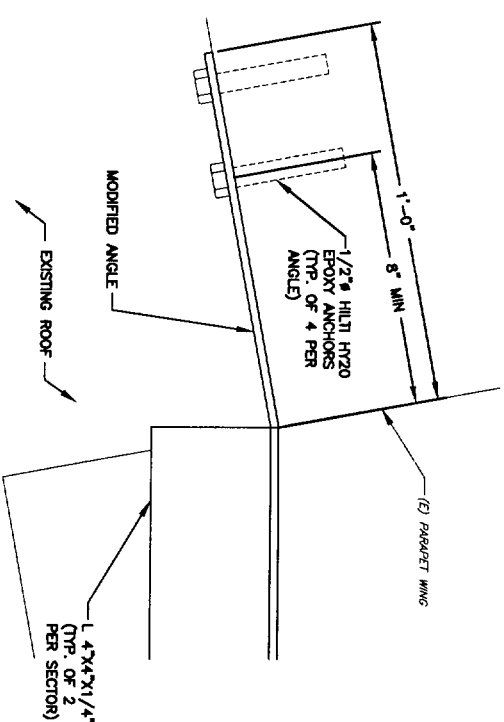 1'-0"
8" MIN
1/2"ø HILTI HY20
EPOXY ANCHORS
(TYP. OF 4 PER
ANGLE)
(E) PARAPET WING
MODIFIED ANGLE
EXISTING ROOF
L 4"X4"X1/4"
(TYP. OF 2
PER SECTOR)